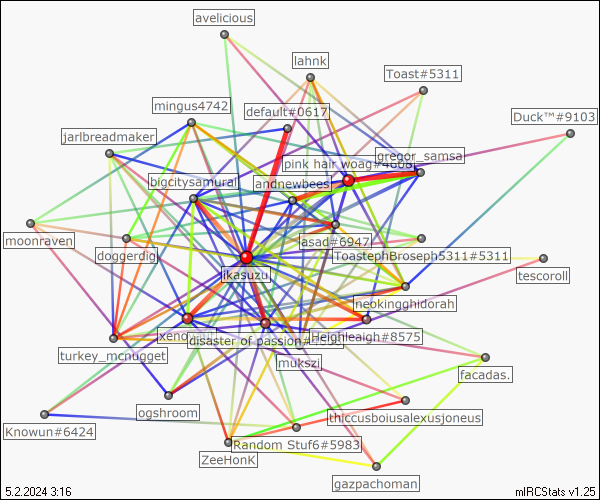 avelicious
lahnk
Toast#5311
mingus4742
default#0617
Duck™#9103
jarlbreadmaker
gregor_samsa
pink hair woag#4668
bigcitysamurai
andnewbees
moonraven
doggerdig
asad#6947
ToastephBroseph5311#5311
jkasuzu
tescoroll
neokingghidorah
Heighleaigh#8575
disaster of passion#
turkey_mcnugget
mukszi
facadas.
ogshroom
thiccusboiusalexusjoneus
Knowun#6424
Random Stuf6#5983
ZeeHonK
gazpachoman
5.2.2024 3:16
mIRCStats v1.25